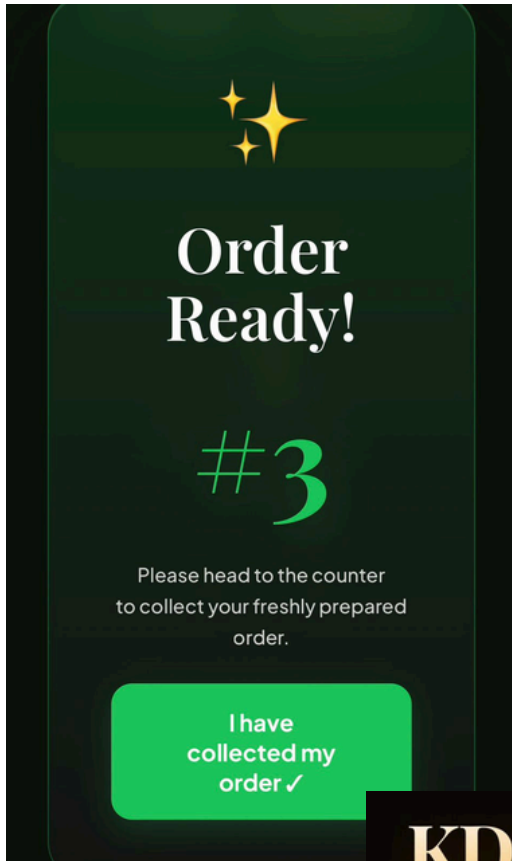 Order
Ready!
#3
Please head to the counter
to collect your freshly prepared
order.
I have
collected my
order ✓
KD